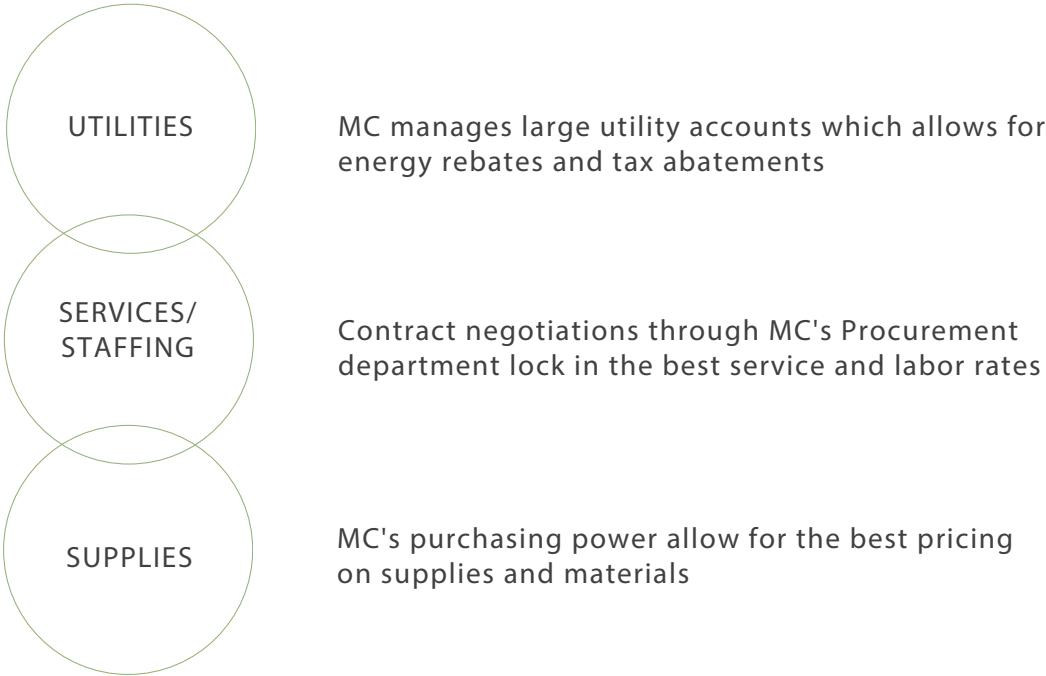 UTILITIES
MC manages large utility accounts which allows for
energy rebates and tax abatements
SERVICES/
STAFFING
Contract negotiations through MC's Procurement
department lock in the best service and labor rates
SUPPLIES
MC's purchasing power allow for the best pricing
on supplies and materials